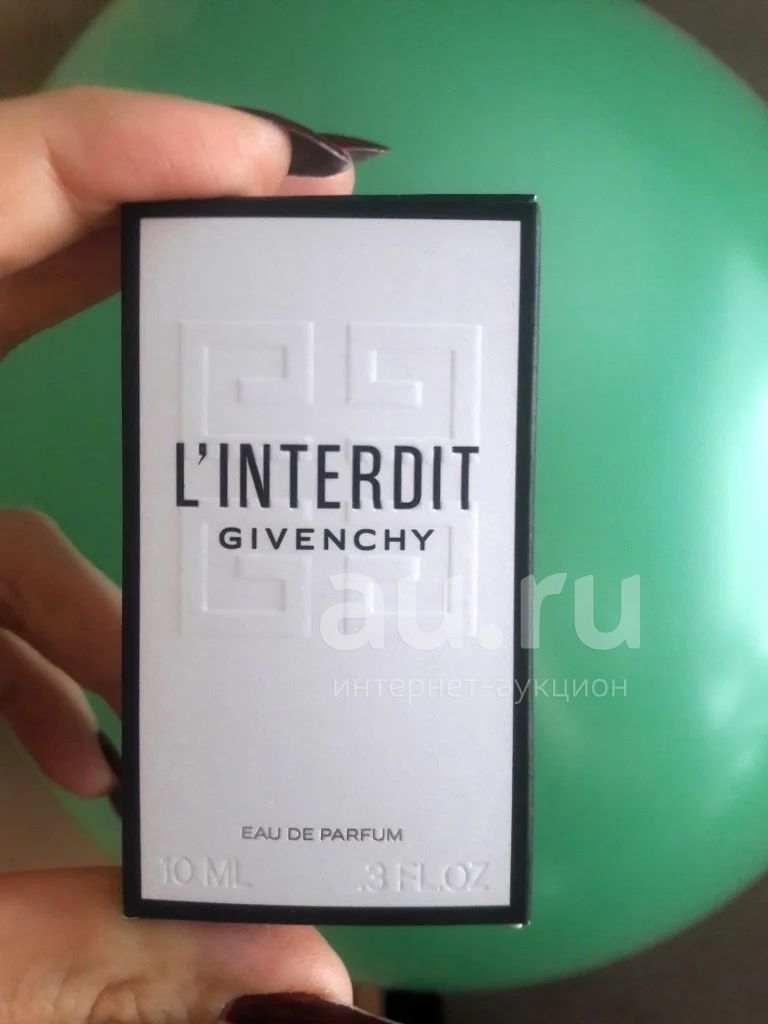 L'INTERDIT
GIVENCHY
au.ru
интернет-аукцион
EAU DE PARFUM
10 ML .3 FL.OZ